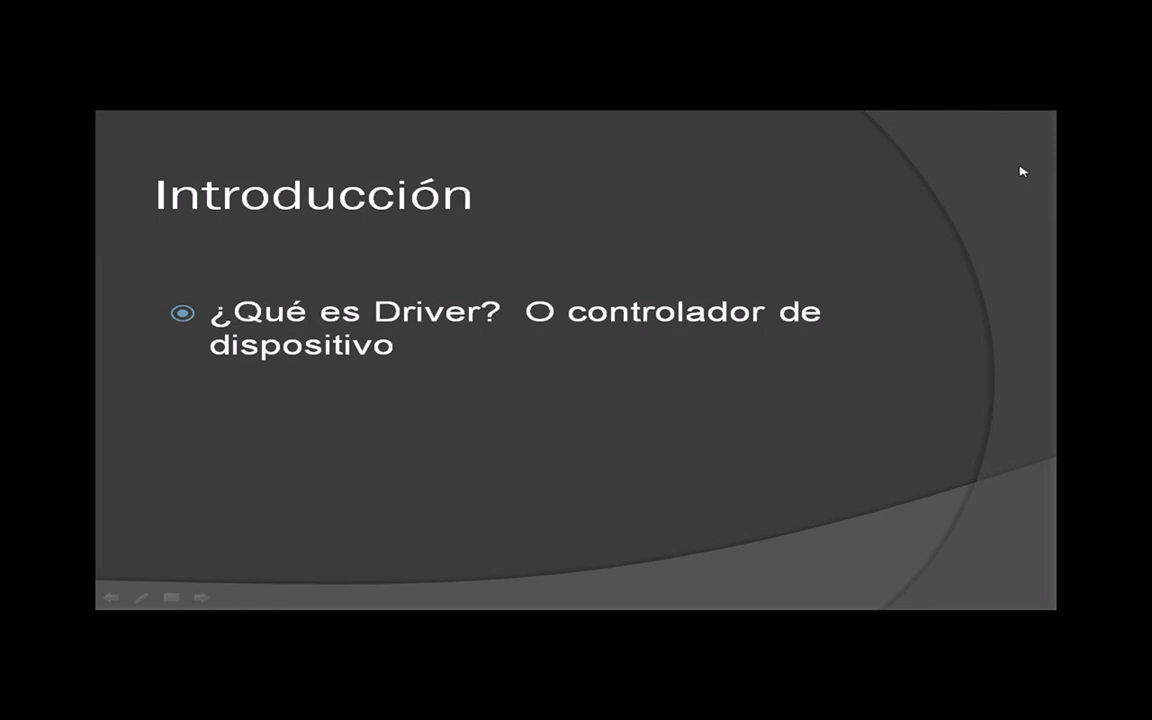 Introducción
¿Qué es Driver?  O controlador de
dispositivo